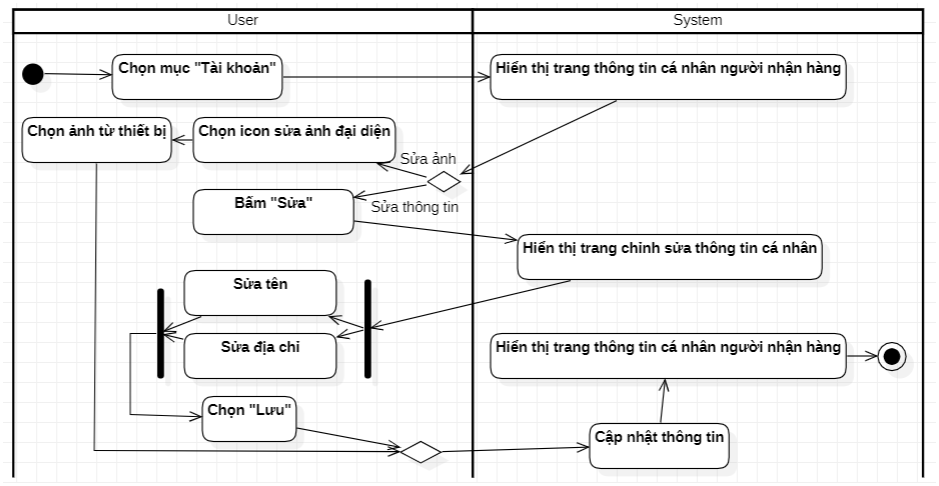 User
System
Chọn mục "Tài khoản"
Hiển thị trang thông tin cá nhân người nhận hàng
Chọn ảnh từ thiết bị
Chọn icon sửa ảnh đại diện
Sửa ảnh
Bấm "Sửa"
Sửa thông tin
Hiển thị trang chỉnh sửa thông tin cá nhân
Sửa tên
Sửa địa chỉ
Hiển thị trang thông tin cá nhân người nhận hàng
Chọn "Lưu"
Cập nhật thông tin